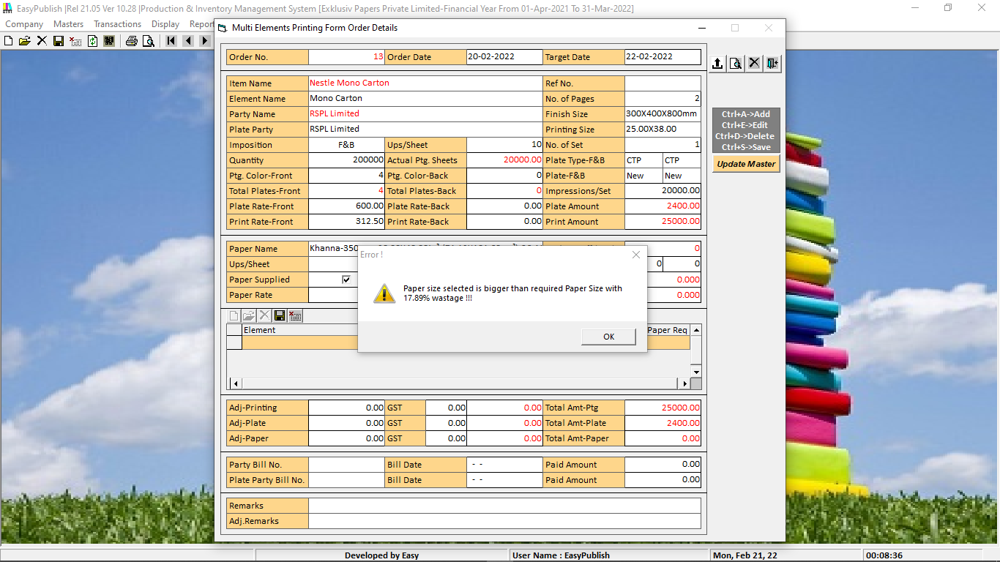 EasyPublish |Rel 21.05 Ver 10.28 |Production & Inventory Management System [Exkluisv Papers Private Limited-Financial Year From 01-Apr-2021 To 31-Mar-2022]
Company Masters Transactions Display Repor
Multi Elements Printing Form Order Details
Order No. 13 Order Date 20-02-2022 Target Date 22-02-2022
Item Name Nestle Mono Carton Ref No.
Element Name Mono Carton No. of Pages 2
Party Name RSPL Limited Finish Size 300X400X800mm
Plate Party RSPL Limited Printing Size 25.00X38.00
Imposition F&B Ups/Sheet 10 No. of Set 1
Quantity 200000 Actual Ptg. Sheets 20000.00 Plate Type-F&B CTP CTP
Ptg. Color-Front 4 Ptg. Color-Back 0 Plate-F&B New New
Total Plates-Front 4 Total Plates-Back 0 Impressions/Set 20000.00
Plate Rate-Front 600.00 Plate Rate-Back 0.00 Plate Amount 2400.00
Print Rate-Front 312.50 Print Rate-Back 0.00 Print Amount 25000.00
Ctrl+A->Add
Ctrl+E->Edit
Ctrl+D->Delete
Ctrl+S->Save
Update Master
Paper Name Khanna-350 0
Ups/Sheet 0 0
Paper Supplied 0.000
Paper Rate 0.000
Error !
Paper size selected is bigger than required Paper Size with
17.89% wastage !!!
OK
Element Paper Req
Adj-Printing 0.00 GST 0.00 0.00 Total Amt-Ptg 25000.00
Adj-Plate 0.00 GST 0.00 0.00 Total Amt-Plate 2400.00
Adj-Paper 0.00 GST 0.00 0.00 Total Amt-Paper 0.00
Party Bill No. Bill Date - - Paid Amount 0.00
Plate Party Bill No. Bill Date - - Paid Amount 0.00
Remarks
Adj.Remarks
Developed by Easy User Name : EasyPublish Mon, Feb 21, 22 00:08:36